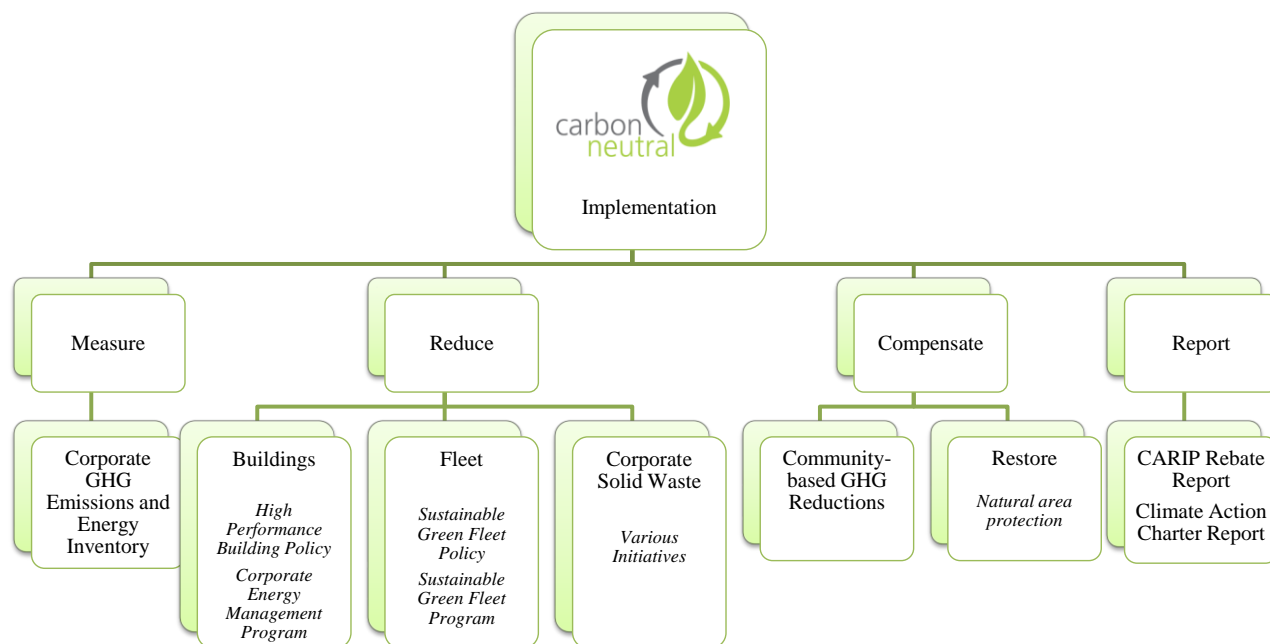 carbon
neutral
Implementation
Measure
Reduce
Compensate
Report
Corporate
GHG
Emissions and
Energy
Inventory
Buildings
High
Performance
Building Policy
Corporate
Energy
Management
Program
Fleet
Sustainable
Green Fleet
Policy
Sustainable
Green Fleet
Program
Corporate
Solid Waste
Various
Initiatives
Community-
based GHG
Reductions
Restore
Natural area
protection
CARIP Rebate
Report
Climate Action
Charter Report